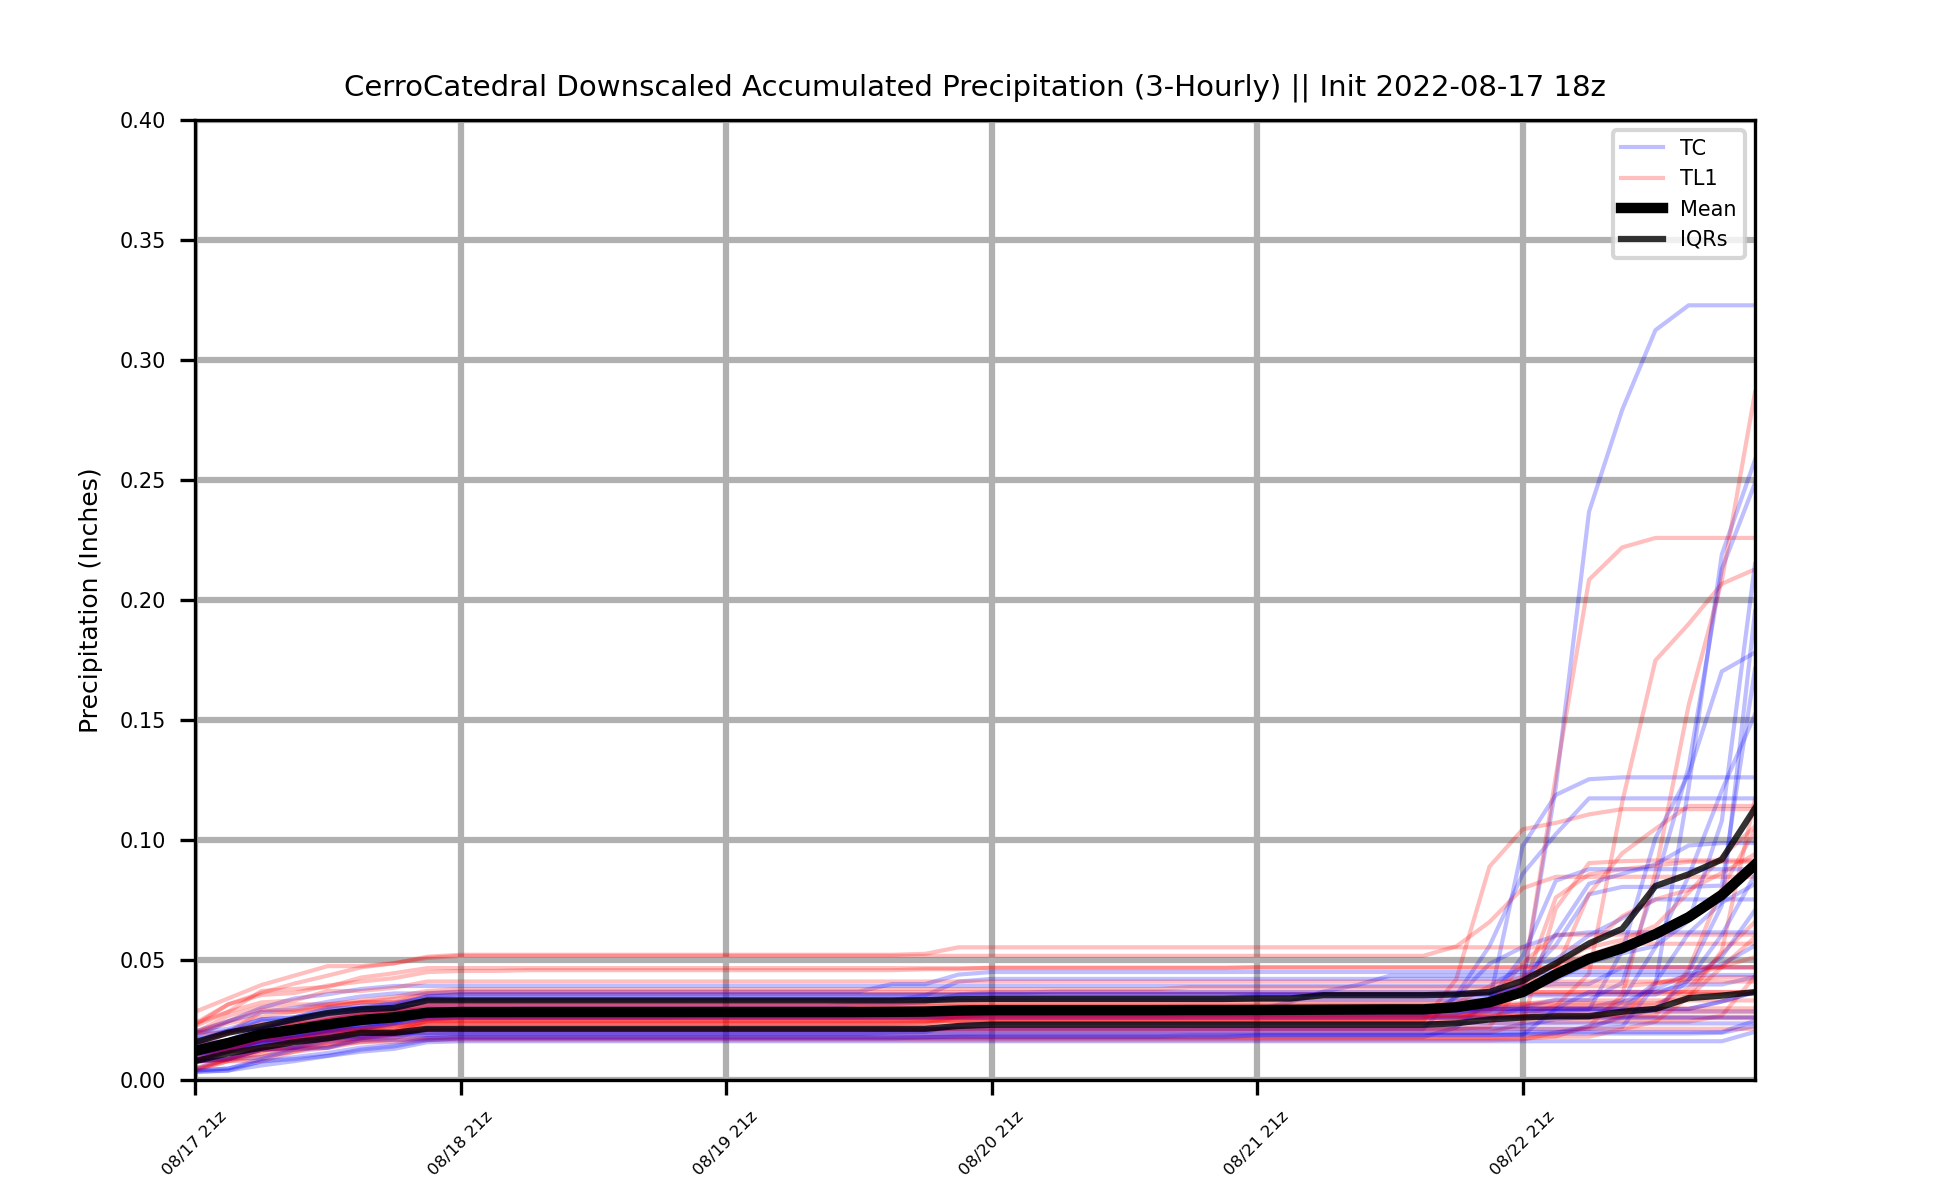 CerroCatedral Downscaled Accumulated Precipitation (3-Hourly) || Init 2022-08-17 18z
TC
TL1
Mean
IQRs
Precipitation (Inches)
0.40
0.35
0.30
0.25
0.20
0.15
0.10
0.05
0.00
08/17 21z
08/18 21z
08/19 21z
08/20 21z
08/21 21z
08/22 21z